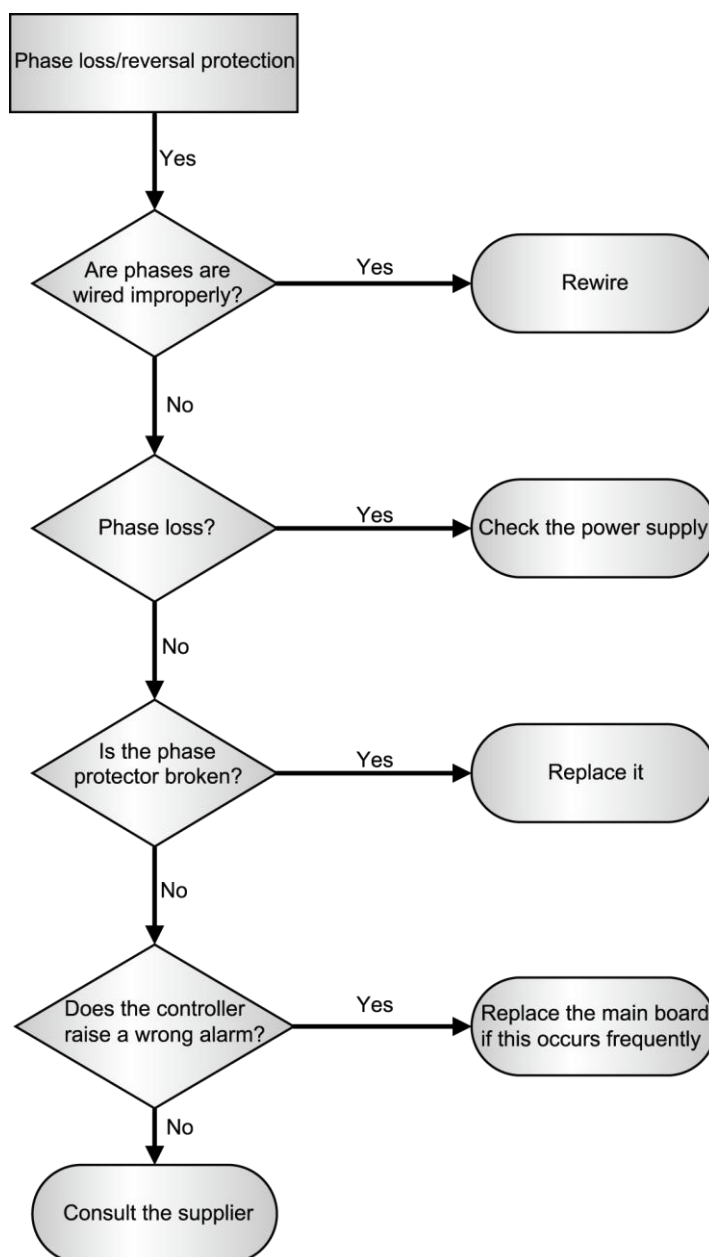 Phase loss/reversal protection
Yes
Are phases are
wired improperly?
Yes
Rewire
No
Phase loss?
Yes
Check the power supply
No
Is the phase
protector broken?
Yes
Replace it
No
Does the controller
raise a wrong alarm?
Yes
Replace the main board
if this occurs frequently
No
Consult the supplier